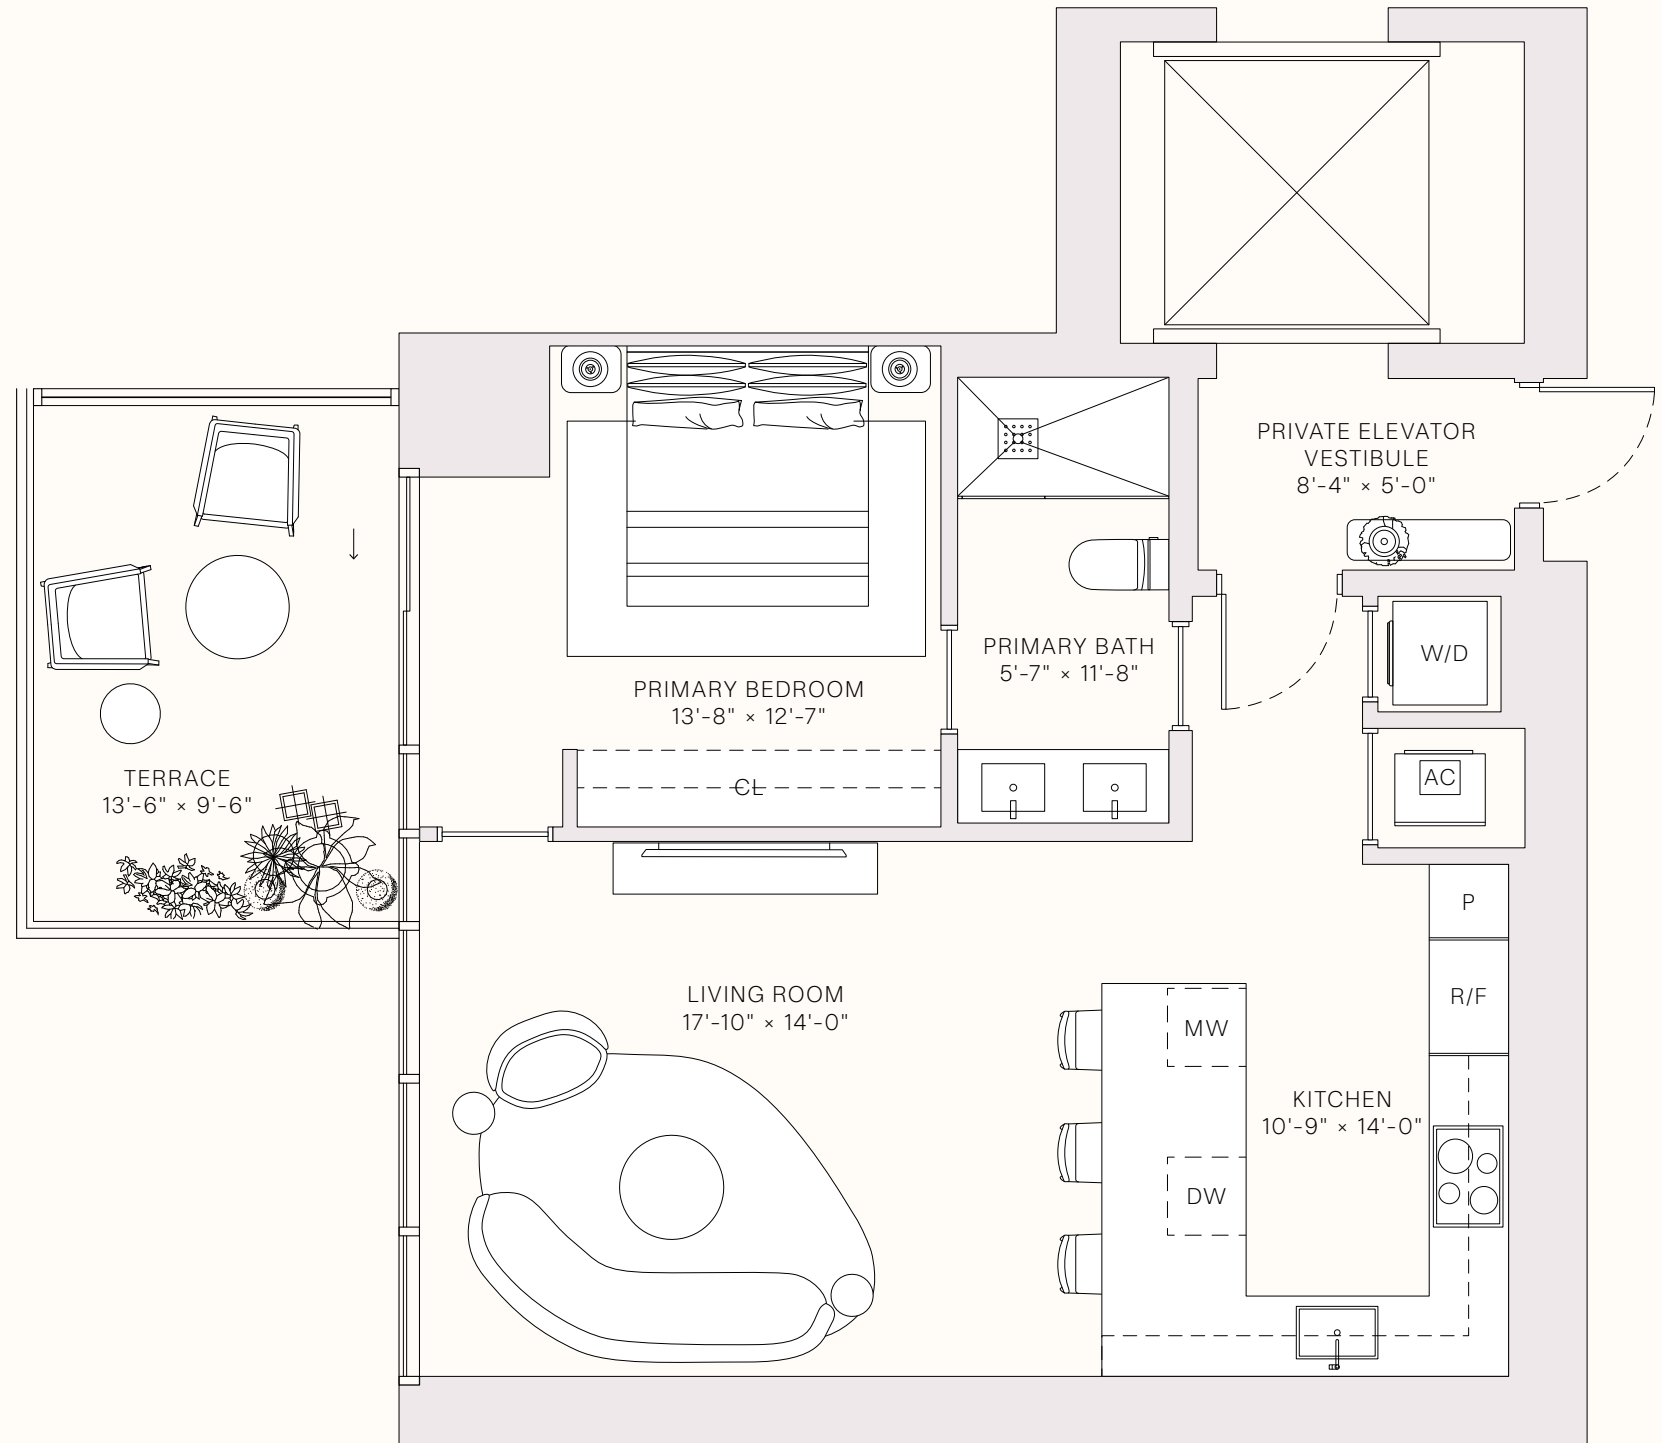 PRIVATE ELEVATOR
VESTIBULE
8'-4" × 5'-0"
W/D
PRIMARY BATH
5'-7" × 11'-8"
PRIMARY BEDROOM
13'-8" × 12'-7"
TERRACE
13'-6" × 9'-6"
CL
AC
P
LIVING ROOM
17'-10" × 14'-0"
R/F
MW
KITCHEN
10'-9" × 14'-0"
DW